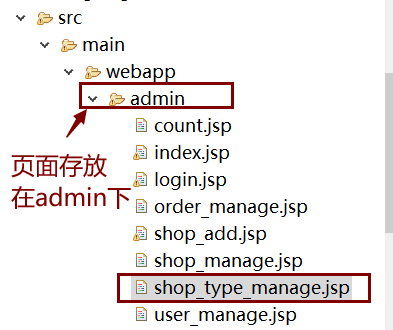 src
main
webapp
admin
count.jsp
index.jsp
login.jsp
order_manage.jsp
shop_add.jsp
shop_manage.jsp
shop_type_manage.jsp
user_manage.jsp
页面存放
在admin下